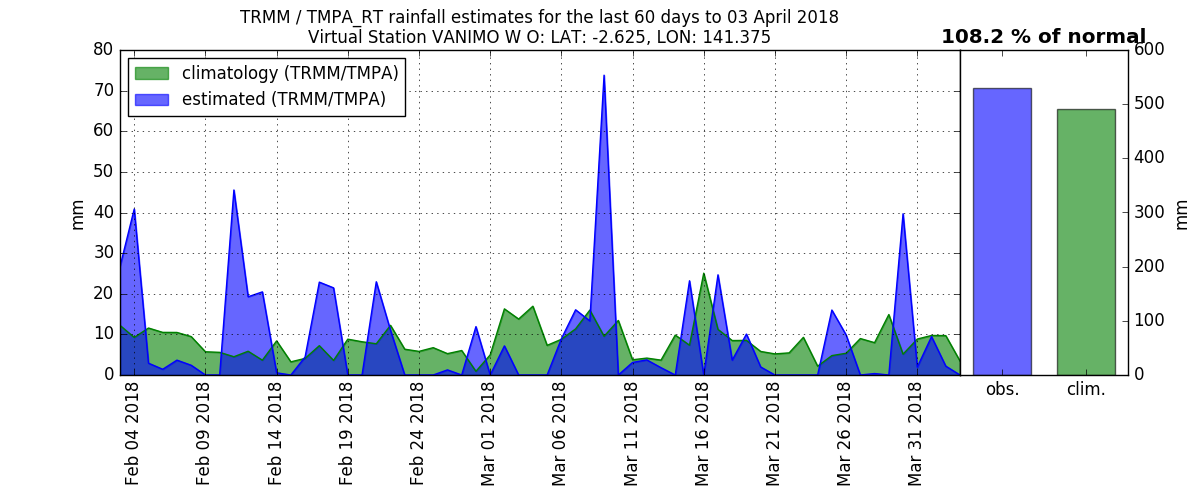 TRMM / TMPA_RT rainfall estimates for the last 60 days to 03 April 2018
Virtual Station VANIMO W O: LAT: -2.625, LON: 141.375
108.2 % of normal
climatology (TRMM/TMPA)
estimated (TRMM/TMPA)
80
70
60
50
40
30
20
10
0
mm
Feb 04 2018
Feb 09 2018
Feb 14 2018
Feb 19 2018
Feb 24 2018
Mar 01 2018
Mar 06 2018
Mar 11 2018
Mar 16 2018
Mar 21 2018
Mar 26 2018
Mar 31 2018
obs.
clim.
600
500
400
300
200
100
0
mm